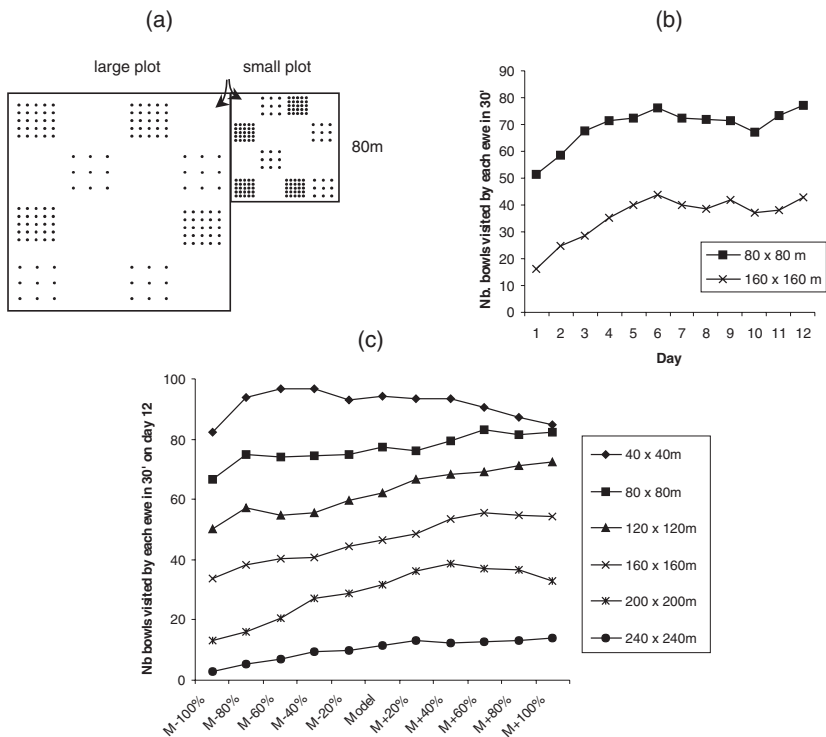 (a)
large plot
small plot
80m
(b)
Nb. bowls visited by each ewe in 30'
90
80
70
60
50
40
30
20
10
0
1 2 3 4 5 6 7 8 9 10 11 12
Day
80 x 80 m
160 x 160 m
(c)
Nb bowls visited by each ewe in 30' on day 12
100
80
60
40
20
0
M-100%
M-80%
M-60%
M-40%
M-20%
Model
M+20%
M+40%
M+60%
M+80%
M+100%
40 x 40m
80 x 80m
120 x 120m
160 x 160m
200 x 200m
240 x 240m